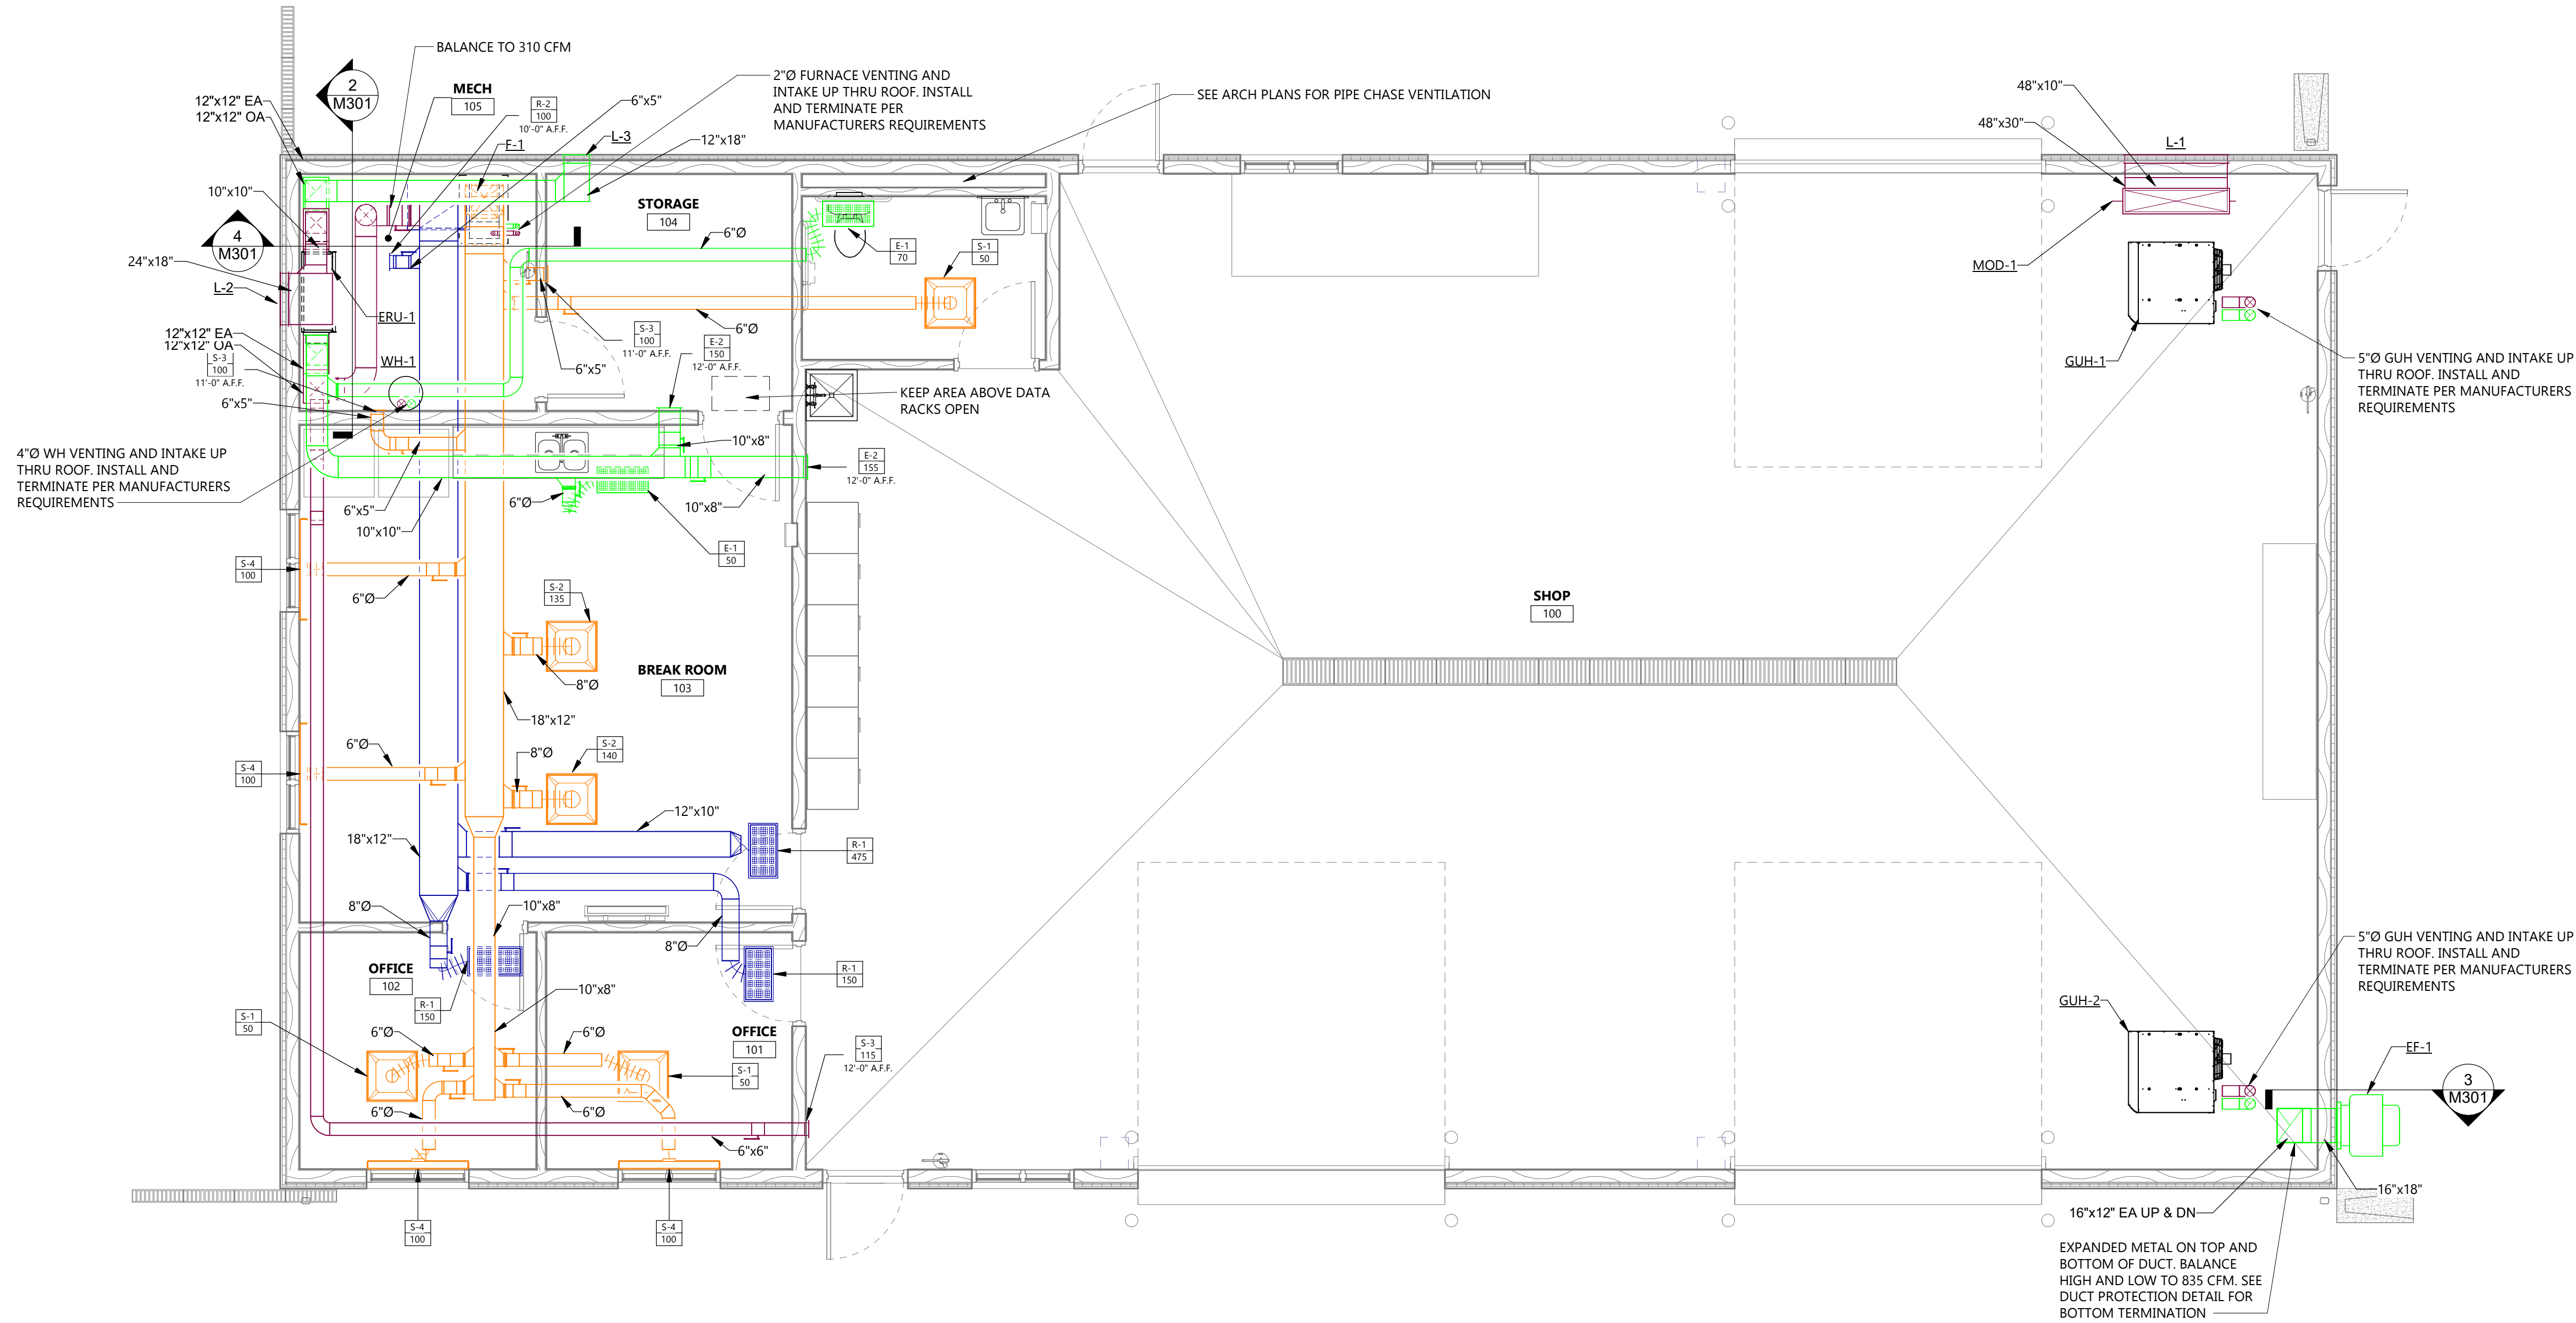 BALANCE TO 310 CFM
2
M301
MECH
105
12"x12" EA
12"x12" OA
R-2
100
10'-0" A.F.F.
6"x5"
2"Ø FURNACE VENTING AND
INTAKE UP THRU ROOF. INSTALL
AND TERMINATE PER
MANUFACTURERS REQUIREMENTS
SEE ARCH PLANS FOR PIPE CHASE VENTILATION
F-1
L-3
12"x18"
48"x10"
48"x30"
L-1
10"x10"
STORAGE
104
4
M301
6"Ø
E-1
70
S-1
50
24"x18"
L-2
MOD-1
ERU-1
12"x12" EA
12"x12" OA
S-3
100
11'-0" A.F.F.
WH-1
6"x5"
S-3
100
11'-0" A.F.F.
6"Ø
E-2
150
12'-0" A.F.F.
6"x5"
KEEP AREA ABOVE DATA
RACKS OPEN
GUH-1
5"Ø GUH VENTING AND INTAKE UP
THRU ROOF. INSTALL AND
TERMINATE PER MANUFACTURERS
REQUIREMENTS
4"Ø WH VENTING AND INTAKE UP
THRU ROOF. INSTALL AND
TERMINATE PER MANUFACTURERS
REQUIREMENTS
10"x8"
E-2
155
12'-0" A.F.F.
6"x5"
6"Ø
10"x8"
10"x10"
E-1
50
S-4
100
6"Ø
S-2
135
SHOP
100
BREAK ROOM
103
8"Ø
18"x12"
6"Ø
8"Ø
S-2
140
S-4
100
12"x10"
18"x12"
R-1
475
8"Ø
10"x8"
8"Ø
OFFICE
102
R-1
150
R-1
150
10"x8"
5"Ø GUH VENTING AND INTAKE UP
THRU ROOF. INSTALL AND
TERMINATE PER MANUFACTURERS
REQUIREMENTS
GUH-2
S-1
50
6"Ø
6"Ø
OFFICE
101
S-3
115
12'-0" A.F.F.
EF-1
S-1
50
3
M301
6"Ø
6"Ø
6"x6"
16"x18"
16"x12" EA UP & DN
S-4
100
S-4
100
EXPANDED METAL ON TOP AND
BOTTOM OF DUCT. BALANCE
HIGH AND LOW TO 835 CFM. SEE
DUCT PROTECTION DETAIL FOR
BOTTOM TERMINATION